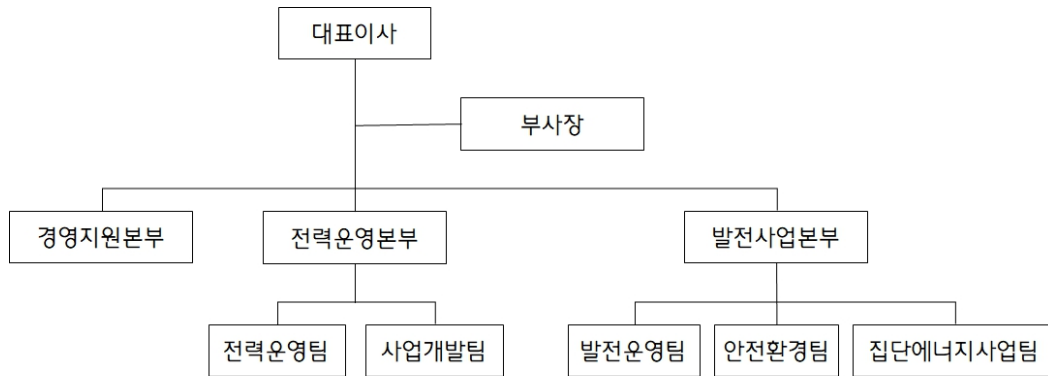 대표이사
부사장
경영지원본부
전력운영본부
발전사업본부
전력운영팀
사업개발팀
발전운영팀
안전환경팀
집단에너지사업팀